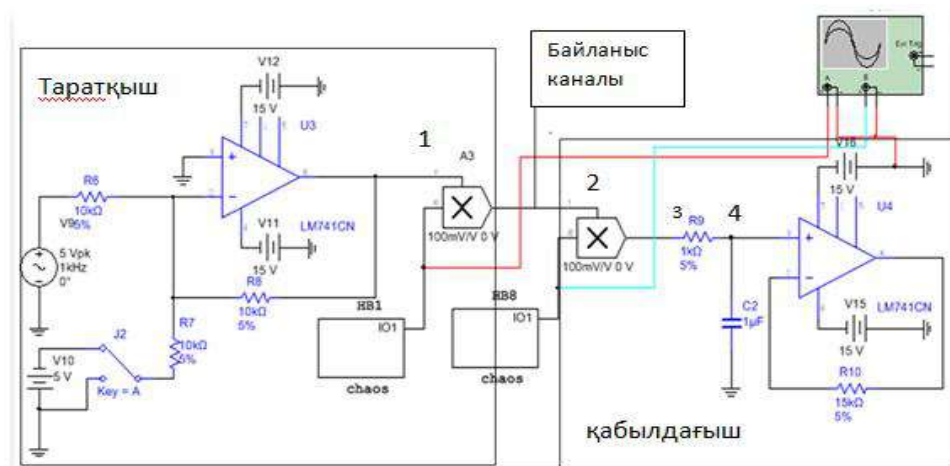 Таратқыш
Байланыс
каналы
Ext Trig
A
B
V12
15 V
U3
1
A3
V16
15 V
U4
2
R6
10kΩ
5%
V9
5 Vpk
1kHz
0°
V11
15 V
LM741CN
100mV/V 0 V
3
R9
1kΩ
5%
4
100mV/V 0 V
R8
10kΩ
5%
HB1
IO1
chaos
HB8
IO1
chaos
C2
1µF
V15
15 V
LM741CN
J2
R7
10kΩ
5%
V10
5 V
Key = A
R10
15kΩ
5%
қабылдағыш